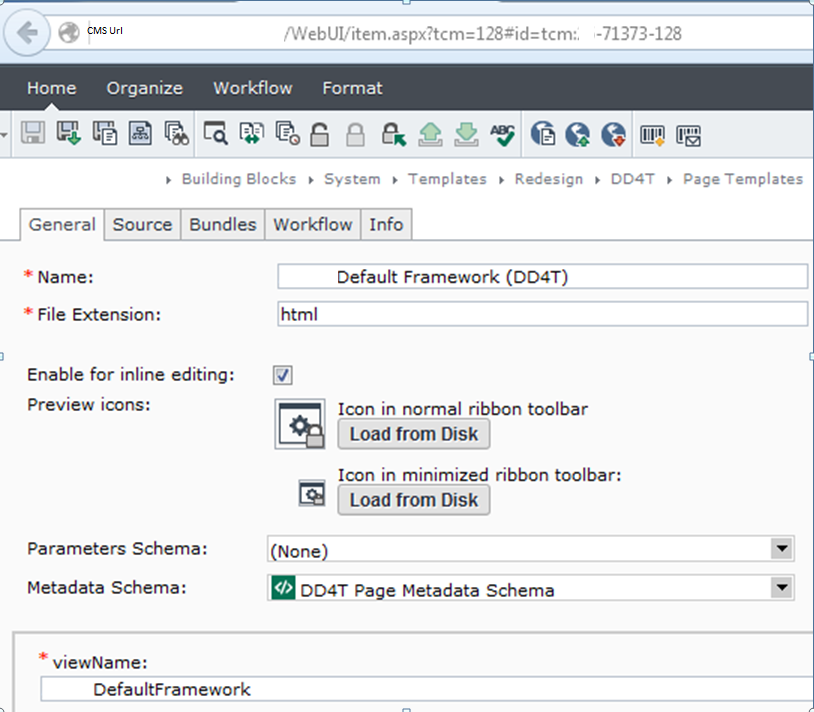 CMS Url /WebUI/item.aspx?tcm=128#id=tcm: -71373-128
Home Organize Workflow Format
ABC
Building Blocks System Templates Redesign DD4T Page Templates
General Source Bundles Workflow Info
* Name: Default Framework (DD4T)
* File Extension: html
Enable for inline editing:
Preview icons:
Icon in normal ribbon toolbar
Load from Disk
Icon in minimized ribbon toolbar:
Load from Disk
Parameters Schema: (None)
Metadata Schema: DD4T Page Metadata Schema
* viewName:
DefaultFramework